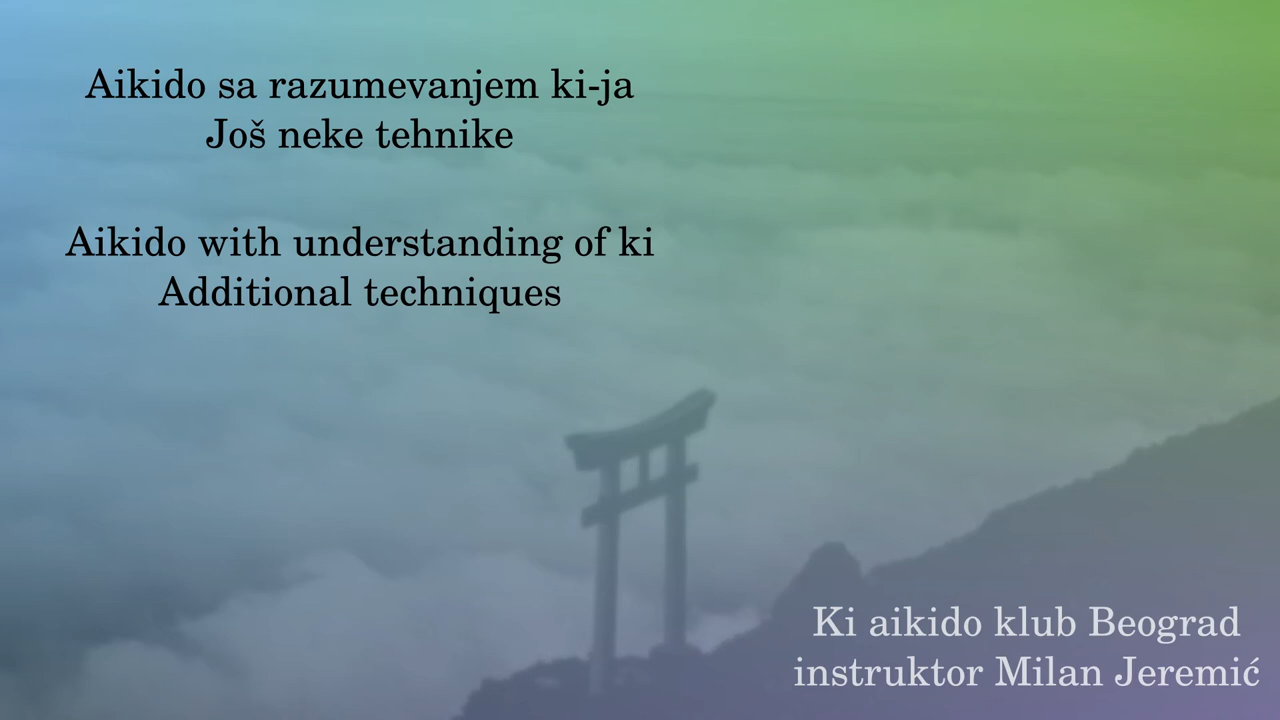 Aikido sa razumevanjem ki-ja
Još neke tehnike
Aikido with understanding of ki
Additional techniques
Ki aikido klub Beograd
instruktor Milan Jeremić